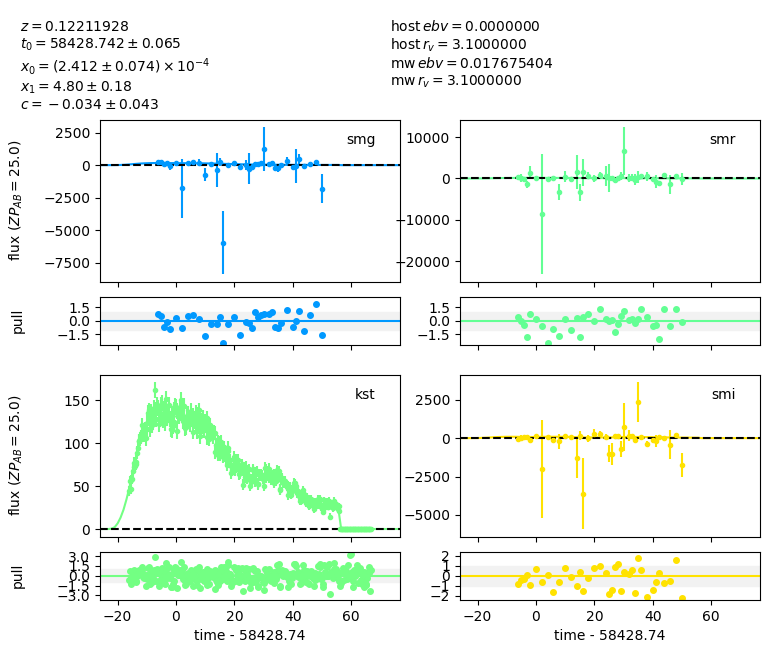 z = 0.12211928
t₀ = 58428.742 ± 0.065
x₀ = (2.412 ± 0.074) × 10⁻⁴
x₁ = 4.80 ± 0.18
c = −0.034 ± 0.043
host ebv = 0.0000000
host r_v = 3.1000000
mw ebv = 0.017675404
mw r_v = 3.1000000
smg
2500
0
−2500
−5000
−7500
flux (ZP_AB = 25.0)
smr
10000
0
−10000
−20000
1.5
0.0
−1.5
pull
1.5
0.0
−1.5
kst
150
100
50
0
flux (ZP_AB = 25.0)
smi
2500
0
−2500
−5000
3.0
1.5
0.0
−1.5
−3.0
pull
−20 0 20 40 60
time - 58428.74
2
1
0
−1
−2
−20 0 20 40 60
time - 58428.74